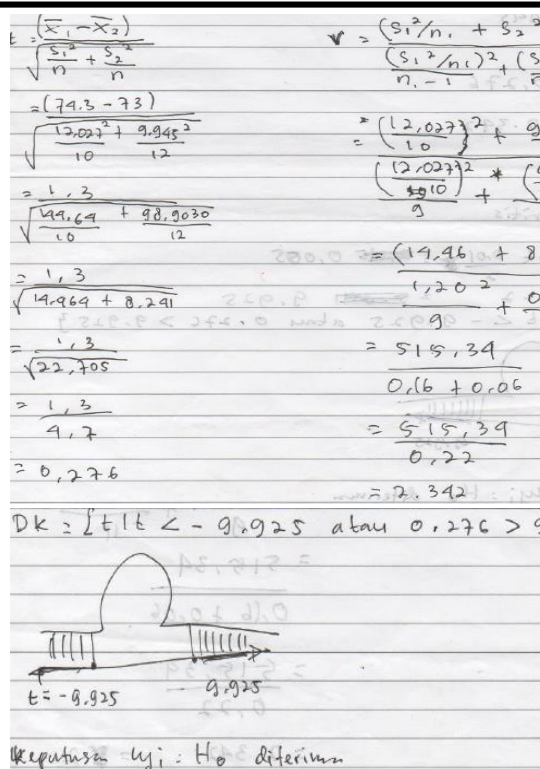 t = (x̄₁ - x̄₂) / √(s₁²/n + s₂²/n)
= (74.3 - 73) / √(12,027²/10 + 9.945²/12)
= 1,3 / √(144,64/10 + 98,9030/12)
= 1,3 / √(14,464 + 8,241)
= 1,3 / √22,705
= 1,3 / 4,7
= 0,276
v = (s₁²/n₁ + s₂²
(s₁²/n₁)²/n₁ - 1 + (s
= (12,027²/10)² + 9
(12,027²/10)²/9 + (
= (14,46 + 8
1,20²/9 + 0
= 515,34 / 0,16 + 0,06
= 515,34 / 0,22
= 2.342
DK = {t | t < - 9.925 atau 0.276 > 9
t = -9.925 9.925
Keputusan Uji : H₀ diterima